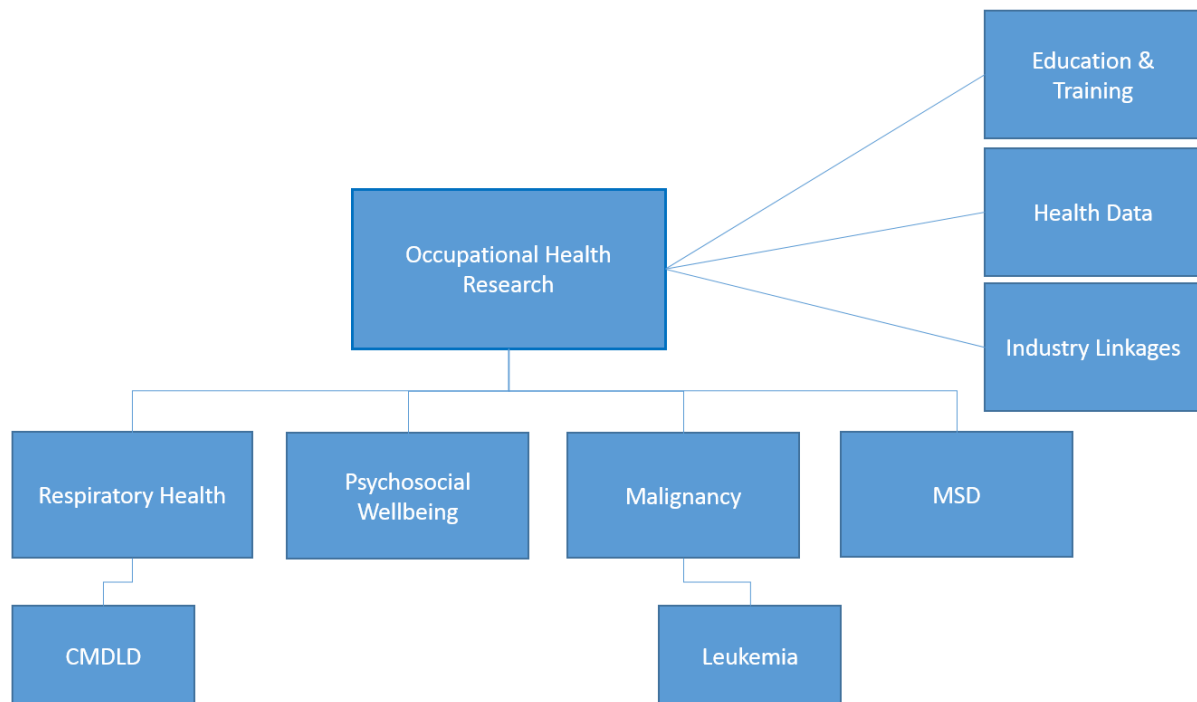 Education &
Training
Health Data
Occupational Health
Research
Industry Linkages
Respiratory Health
Psychosocial
Wellbeing
Malignancy
MSD
CMDLD
Leukemia